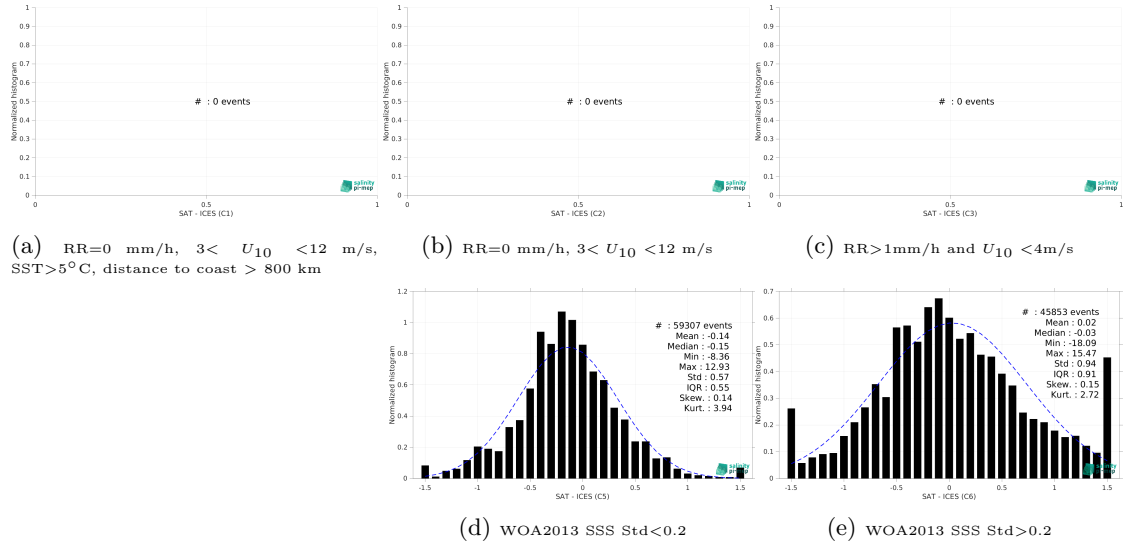 1
0.9
0.8
0.7
0.6
0.5
0.4
0.3
0.2
0.1
0
Normalized histogram
# : 0 events
salinity
pi-mep
0 0.5 1
SAT - ICES (C1)
1
0.9
0.8
0.7
0.6
0.5
0.4
0.3
0.2
0.1
0
Normalized histogram
# : 0 events
salinity
pi-mep
0 0.5 1
SAT - ICES (C2)
1
0.9
0.8
0.7
0.6
0.5
0.4
0.3
0.2
0.1
0
Normalized histogram
# : 0 events
salinity
pi-mep
0 0.5 1
SAT - ICES (C3)
(a) RR=0 mm/h, 3< U10 <12 m/s,
SST>5°C, distance to coast > 800 km
(b) RR=0 mm/h, 3< U10 <12 m/s
(c) RR>1mm/h and U10 <4m/s
1.2
1
0.8
0.6
0.4
0.2
0
Normalized histogram
# : 59307 events
Mean : -0.14
Median : -0.15
Min : -8.36
Max : 12.93
Std : 0.57
IQR : 0.55
Skew. : 0.14
Kurt. : 3.94
salinity
pi-mep
-1.5 -1 -0.5 0 0.5 1 1.5
SAT - ICES (C5)
0.7
0.6
0.5
0.4
0.3
0.2
0.1
0
Normalized histogram
# : 45853 events
Mean : 0.02
Median : -0.03
Min : -18.09
Max : 15.47
Std : 0.94
IQR : 0.91
Skew. : 0.15
Kurt. : 2.72
salinity
pi-mep
-1.5 -1 -0.5 0 0.5 1 1.5
SAT - ICES (C6)
(d) WOA2013 SSS Std<0.2
(e) WOA2013 SSS Std>0.2